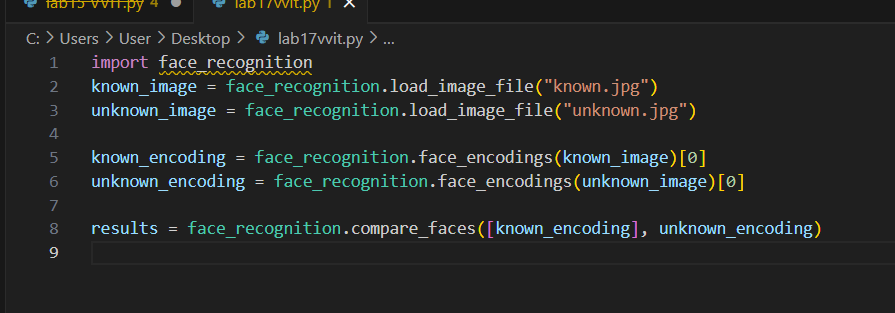 lab15 VVIT.py 4
lab17vvit.py 1
C: > Users > User > Desktop > lab17vvit.py > ...
1 import face_recognition
2 known_image = face_recognition.load_image_file("known.jpg")
3 unknown_image = face_recognition.load_image_file("unknown.jpg")
4
5 known_encoding = face_recognition.face_encodings(known_image)[0]
6 unknown_encoding = face_recognition.face_encodings(unknown_image)[0]
7
8 results = face_recognition.compare_faces([known_encoding], unknown_encoding)
9